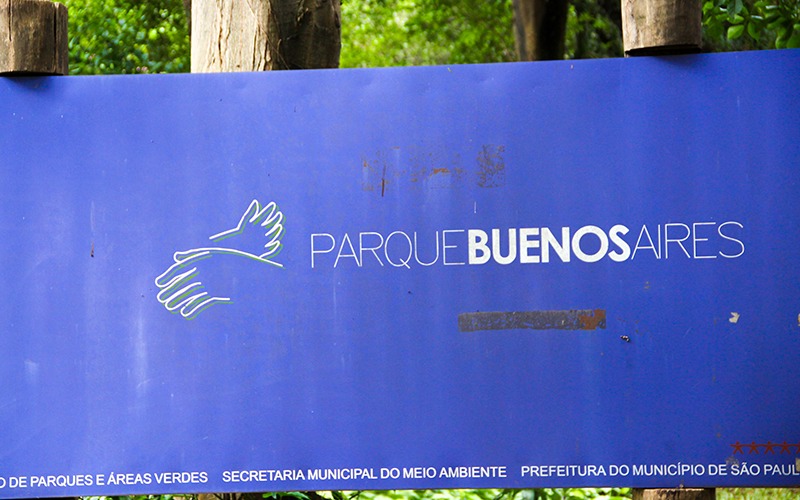 PARQUEBUENOSAIRES
O DE PARQUES E ÁREAS VERDES SECRETARIA MUNICIPAL DO MEIO AMBIENTE PREFEITURA DO MUNICÍPIO DE SÃO PAUL